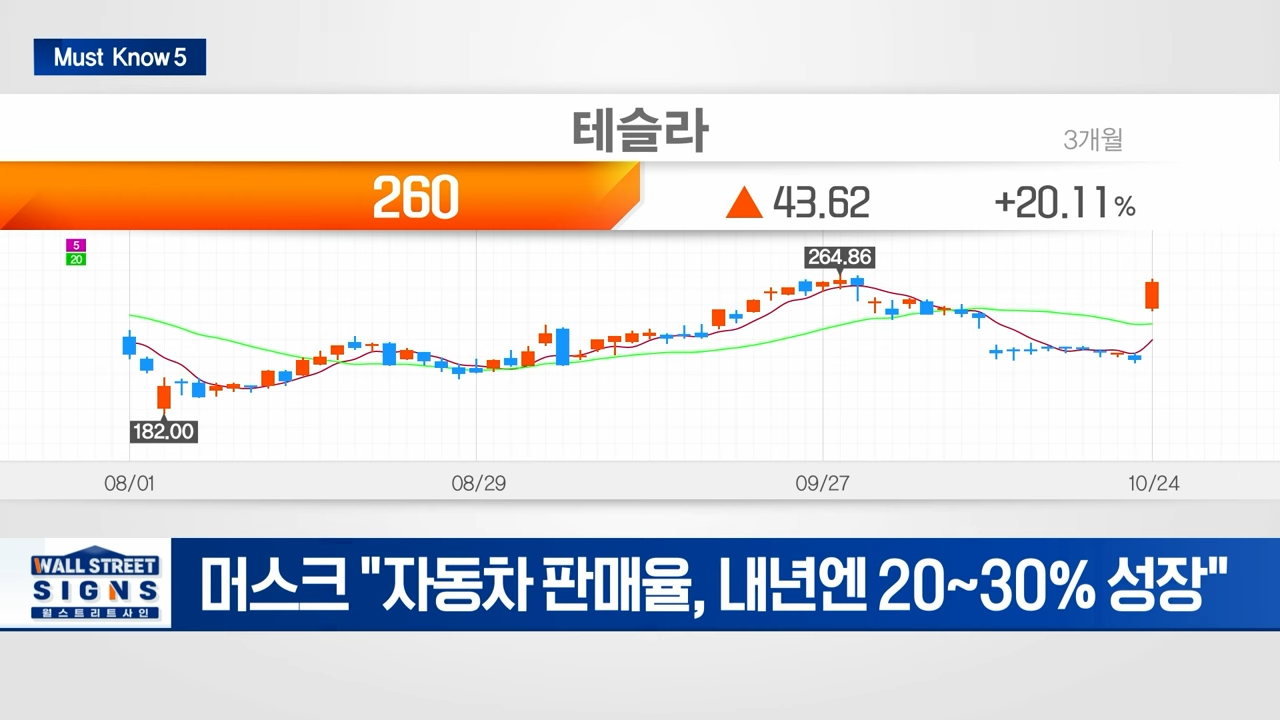 Must Know 5
테슬라
3개월
260
▲ 43.62
+20.11%
5
20
264.86
182.00
08/01
08/29
09/27
10/24
WALL STREET
SIGNS
월스트리트사인
머스크 "자동차 판매율, 내년엔 20~30% 성장"